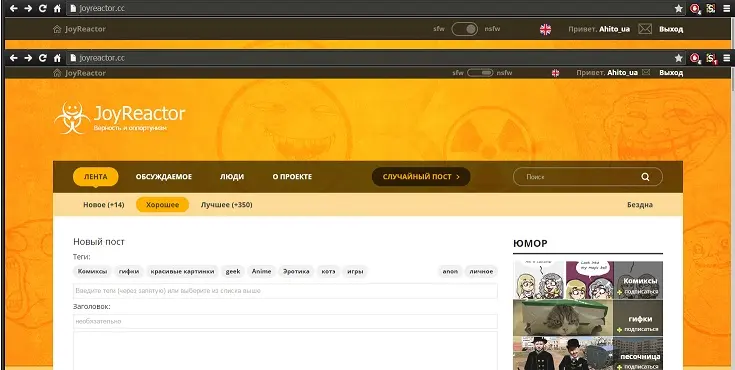 joyreactor.cc
JoyReactor sfw nsfw Привет, Ahito_ua Выход
joyreactor.cc
JoyReactor sfw nsfw Привет, Ahito_ua Выход
JoyReactor
Верность и оппортунизм
ЛЕНТА ОБСУЖДАЕМОЕ ЛЮДИ О ПРОЕКТЕ СЛУЧАЙНЫЙ ПОСТ Поиск
Новое (+14) Хорошее Лучшее (+350) Бездна
Новый пост
ЮМОР
Теги:
Комиксы гифки красивые картинки geek Anime Эротика котэ игры anon личное
Введите теги (через запятую) или выберите из списка выше
Заголовок:
необязательно
Комиксы
+ подписаться
гифки
+ подписаться
песочница
+ подписаться